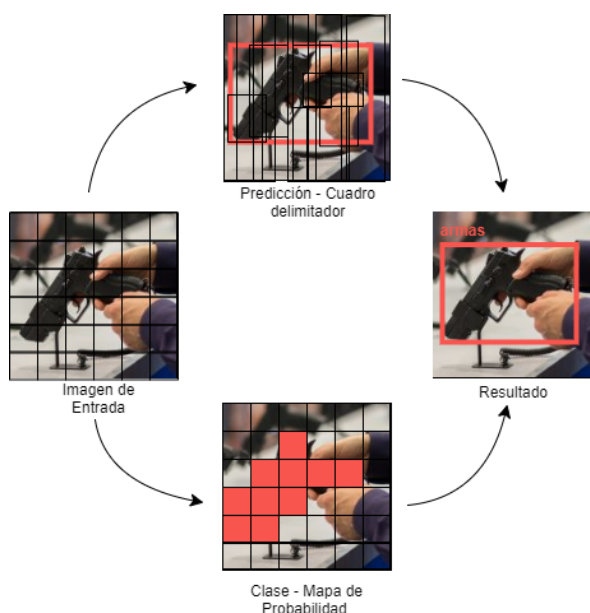 Predicción - Cuadro
delimitador
armas
Imagen de
Entrada
Resultado
Clase - Mapa de
Probabilidad